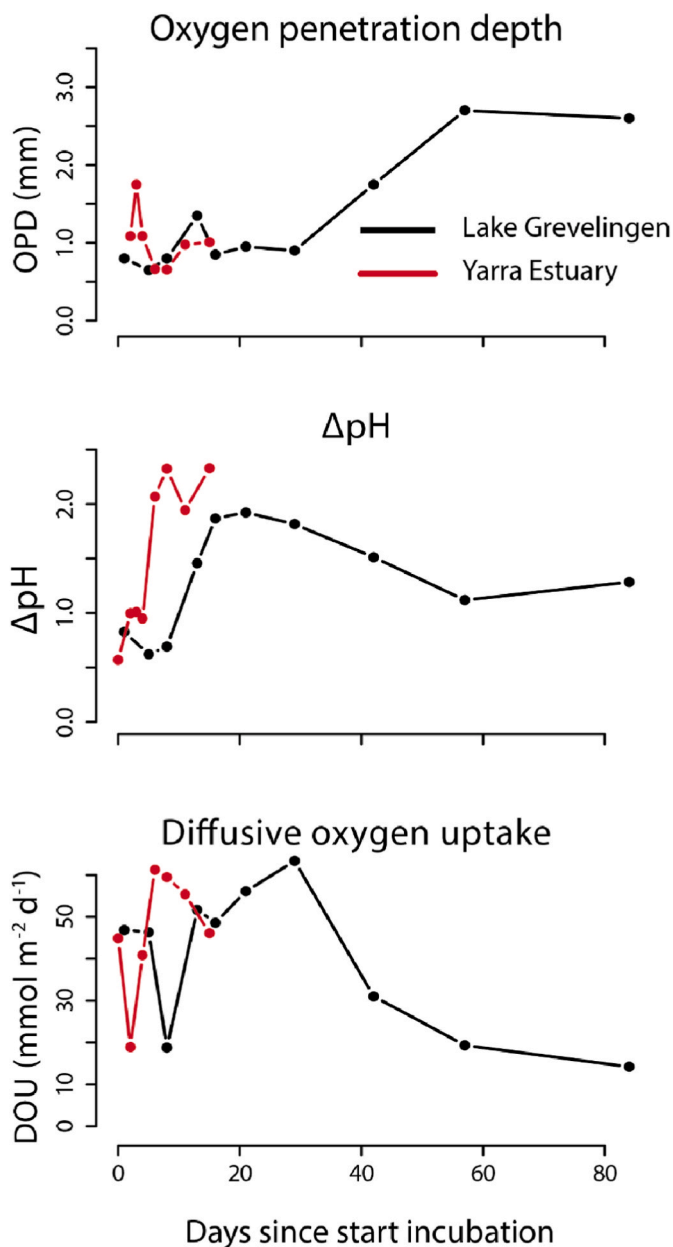 Oxygen penetration depth
OPD (mm)
3.0
2.0
1.0
0.0
Lake Grevelingen
Yarra Estuary
ΔpH
ΔpH
2.0
1.0
0.0
Diffusive oxygen uptake
DOU (mmol m⁻² d⁻¹)
50
30
10
0
0 20 40 60 80
Days since start incubation